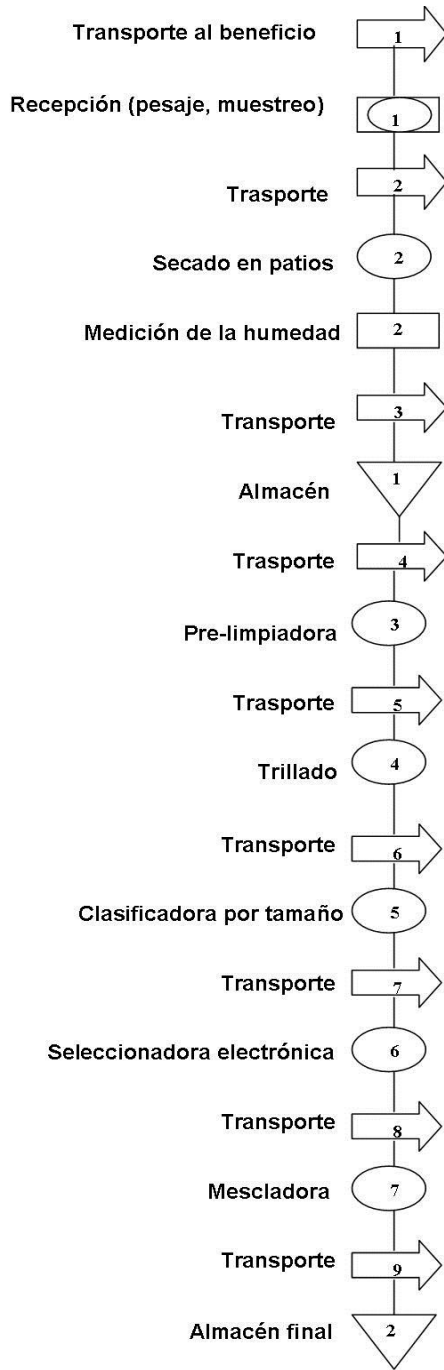 Transporte al beneficio 1
Recepción (pesaje, muestreo) 1
Trasporte 2
Secado en patios 2
Medición de la humedad 2
Transporte 3
Almacén 1
Trasporte 4
Pre-limpiadora 3
Trasporte 5
Trillado 4
Transporte 6
Clasificadora por tamaño 5
Transporte 7
Seleccionadora electrónica 6
Transporte 8
Mescladora 7
Transporte 9
Almacén final 2